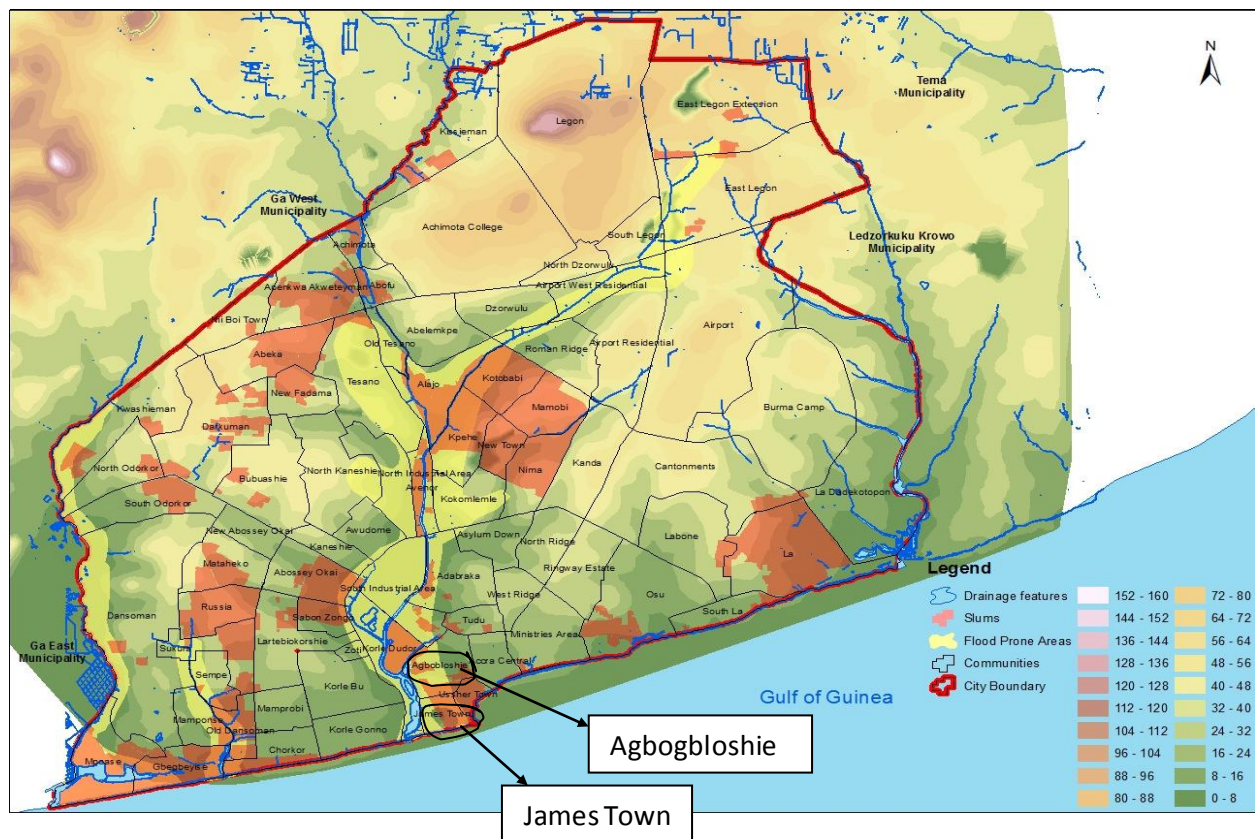 N
Tema
Municipality
East Legon Extension
Legon
Kissieman
East Legon
Ga West
Municipality
Achimota College
South Legon
Ledzorkuku Krowo
Municipality
Achimota
North Dzorwulu
Apenkwa Akweteyman
Abofu
Airport West Residential
Nii Boi Town
Dzorwulu
Abelemkpe
Airport
Old Tesano
Roman Ridge
Airport Residential
Abeka
Tesano
Alajo
Kotobabi
New Fadama
Mamobi
Kwashieman
Burma Camp
Darkuman
Kpehe
New Town
North Odorkor
North Kaneshie
North Industrial Area
Nima
Kanda
Cantonments
Bubuashie
Avenor
South Odorkor
Kokomlemle
La Dadekotopon
New Abossey Okai
Awudome
Asylum Down
North Ridge
Labone
Kaneshie
La
Mataheko
Abossey Okai
Adabraka
Ringway Estate
South Industrial Area
West Ridge
Osu
Dansoman
Russia
Sabon Zongo
Tudu
South La
Lartebiokorshie
Ministries Area
Ga East
Municipality
Sukura
Zoti
Korle Dudor
Sempe
Agbobloshie
Accra Central
Korle Bu
Ussher Town
Mamponse
Mamprobi
James Town
Old Dansoman
Korle Gonno
Chorkor
Mpoase
Gbegbeyise
Gulf of Guinea
Agbogbloshie
James Town
Legend
Drainage features
Slums
Flood Prone Areas
Communities
City Boundary
152 - 160
144 - 152
136 - 144
128 - 136
120 - 128
112 - 120
104 - 112
96 - 104
88 - 96
80 - 88
72 - 80
64 - 72
56 - 64
48 - 56
40 - 48
32 - 40
24 - 32
16 - 24
8 - 16
0 - 8